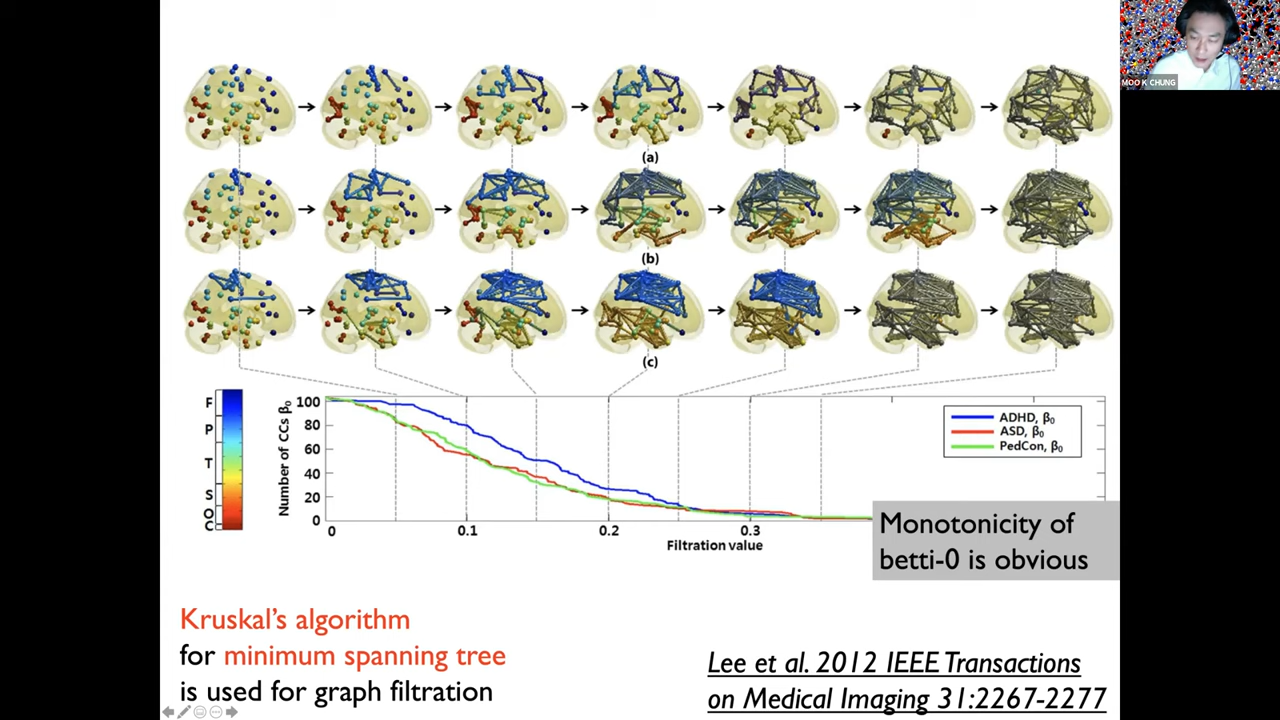 MOO K CHUNG
(a)
(b)
(c)
F
P
T
S
O
C
Number of CCs β₀
100
80
60
40
20
0
0
0.1
0.2
0.3
Filtration value
ADHD, β₀
ASD, β₀
PedCon, β₀
Monotonicity of
betti-0 is obvious
Kruskal's algorithm
for minimum spanning tree
is used for graph filtration
Lee et al. 2012 IEEE Transactions
on Medical Imaging 31:2267-2277